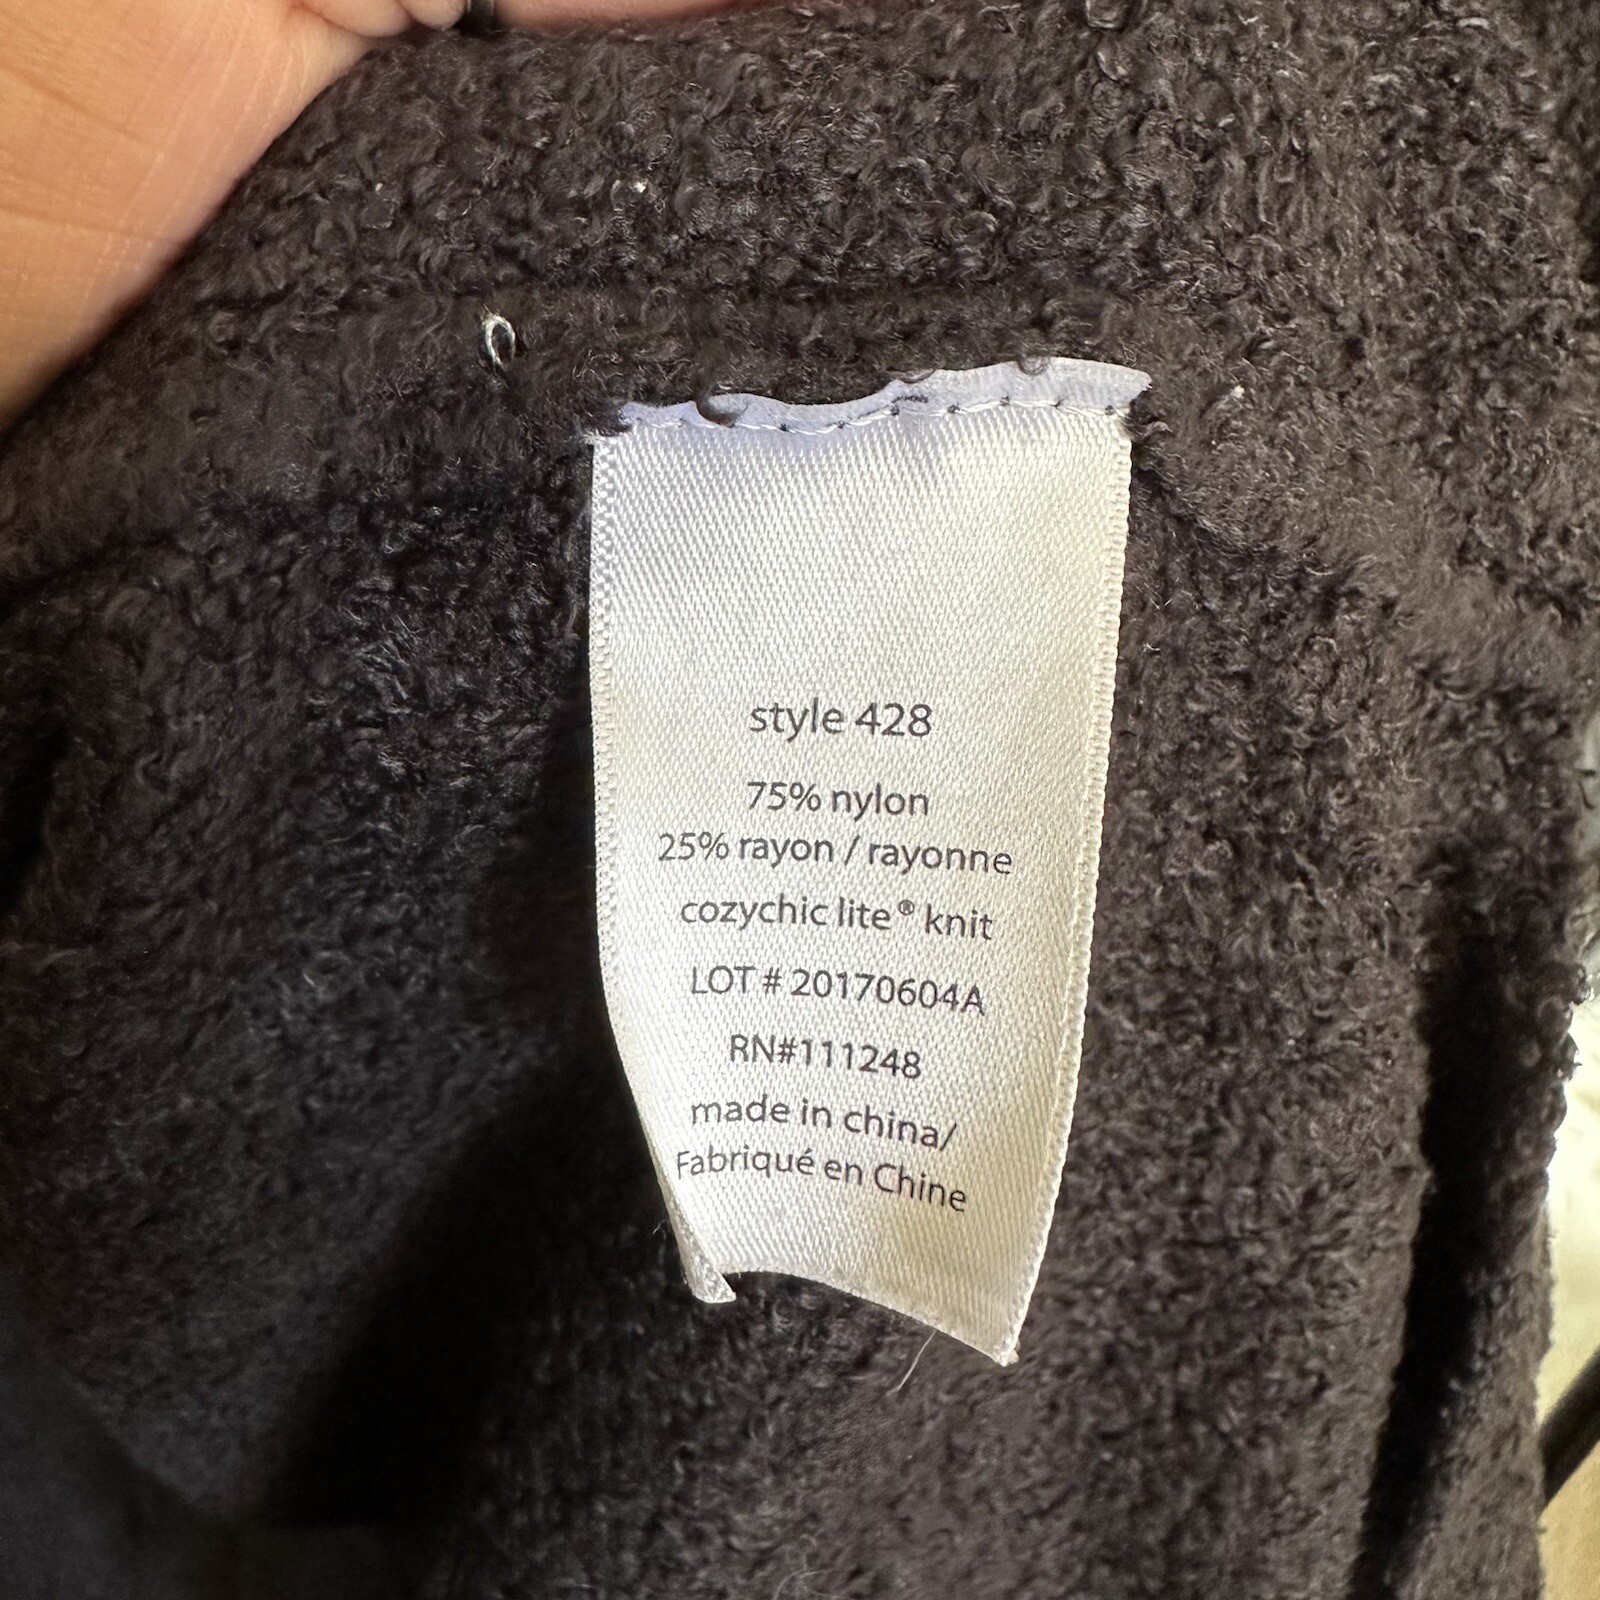 style 428
75% nylon
25% rayon / rayonne
cozychic lite® knit
LOT # 20170604A
RN#111248
made in china/
Fabriqué en Chine